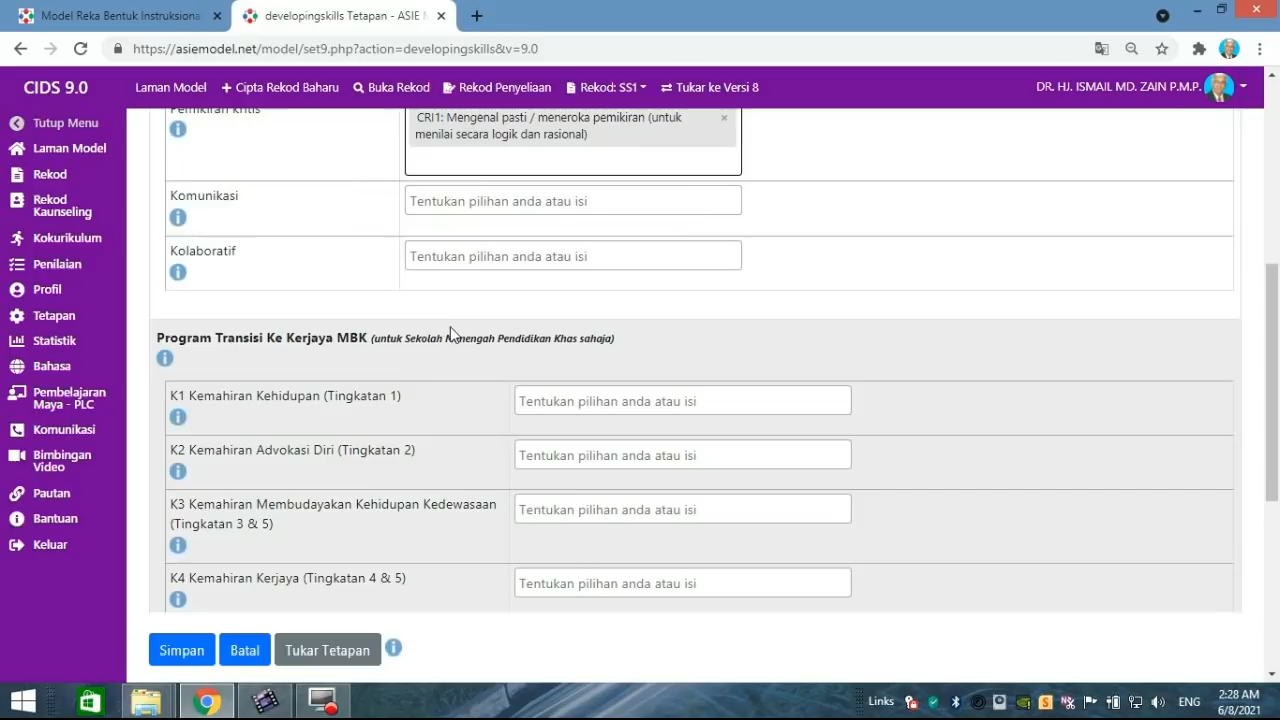 Model Reka Bentuk Instruksiona
developingskills Tetapan - ASIE M
https://asiemodel.net/model/set9.php?action=developingskills&v=9.0
CIDS 9.0
Laman Model
Cipta Rekod Baharu
Buka Rekod
Rekod Penyeliaan
Rekod: SS1
Tukar ke Versi 8
DR. HJ. ISMAIL MD. ZAIN P.M.P.
Tutup Menu
Laman Model
Rekod
Rekod
Kaunseling
Kokurikulum
Penilaian
Profil
Tetapan
Statistik
Bahasa
Pembelajaran
Maya - PLC
Komunikasi
Bimbingan
Video
Pautan
Bantuan
Keluar
Pemikiran kritis
CRI1: Mengenal pasti / meneroka pemikiran (untuk
menilai secara logik dan rasional)
Komunikasi
Tentukan pilihan anda atau isi
Kolaboratif
Tentukan pilihan anda atau isi
Program Transisi Ke Kerjaya MBK (untuk Sekolah Menengah Pendidikan Khas sahaja)
K1 Kemahiran Kehidupan (Tingkatan 1)
Tentukan pilihan anda atau isi
K2 Kemahiran Advokasi Diri (Tingkatan 2)
Tentukan pilihan anda atau isi
K3 Kemahiran Membudayakan Kehidupan Kedewasaan
(Tingkatan 3 & 5)
Tentukan pilihan anda atau isi
K4 Kemahiran Kerjaya (Tingkatan 4 & 5)
Tentukan pilihan anda atau isi
Simpan
Batal
Tukar Tetapan
Links
ENG
2:28 AM
6/8/2021